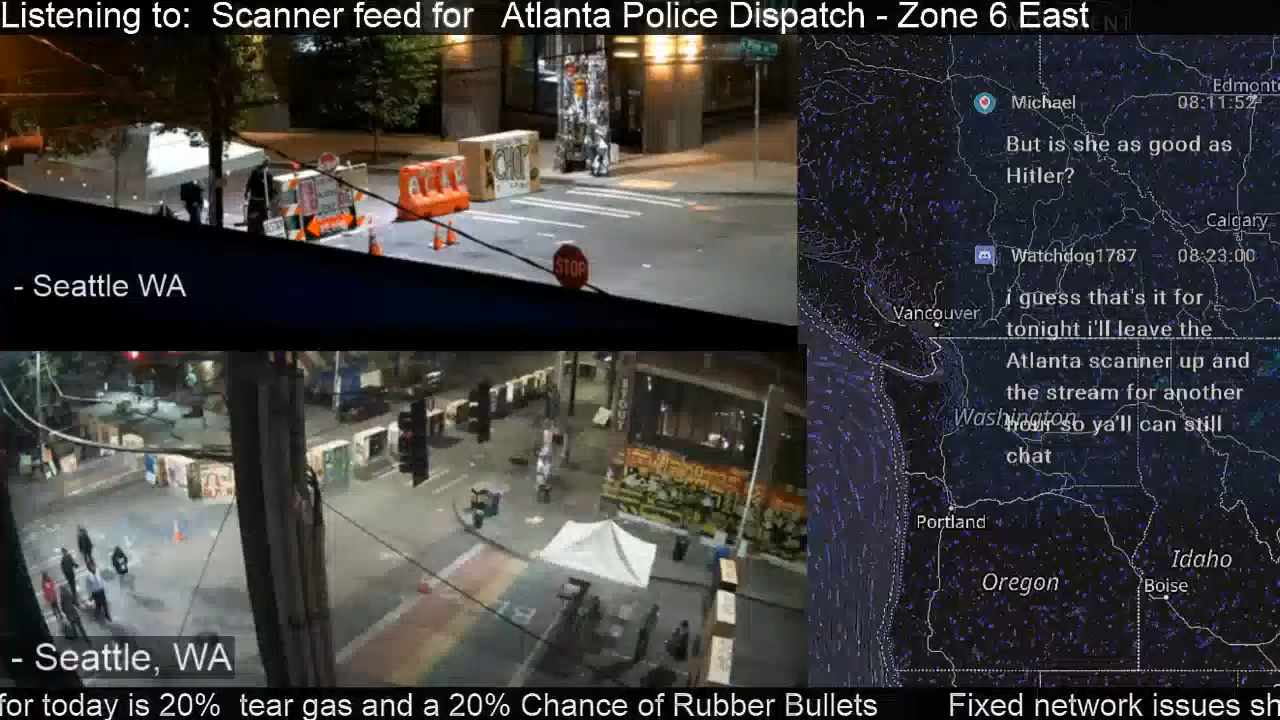 Listening to:  Scanner feed for   Atlanta Police Dispatch - Zone 6 East
STOP
- Seattle WA
- Seattle, WA
Michael 08:11:52
But is she as good as
Hitler?
Watchdog1787 08:23:00
i guess that's it for
tonight i'll leave the
Atlanta scanner up and
the stream for another
hour so ya'll can still
chat
Edmont
Calgary
Vancouver
Washington
Portland
Oregon
Idaho
Boise
for today is 20%  tear gas and a 20% Chance of Rubber Bullets Fixed network issues sh